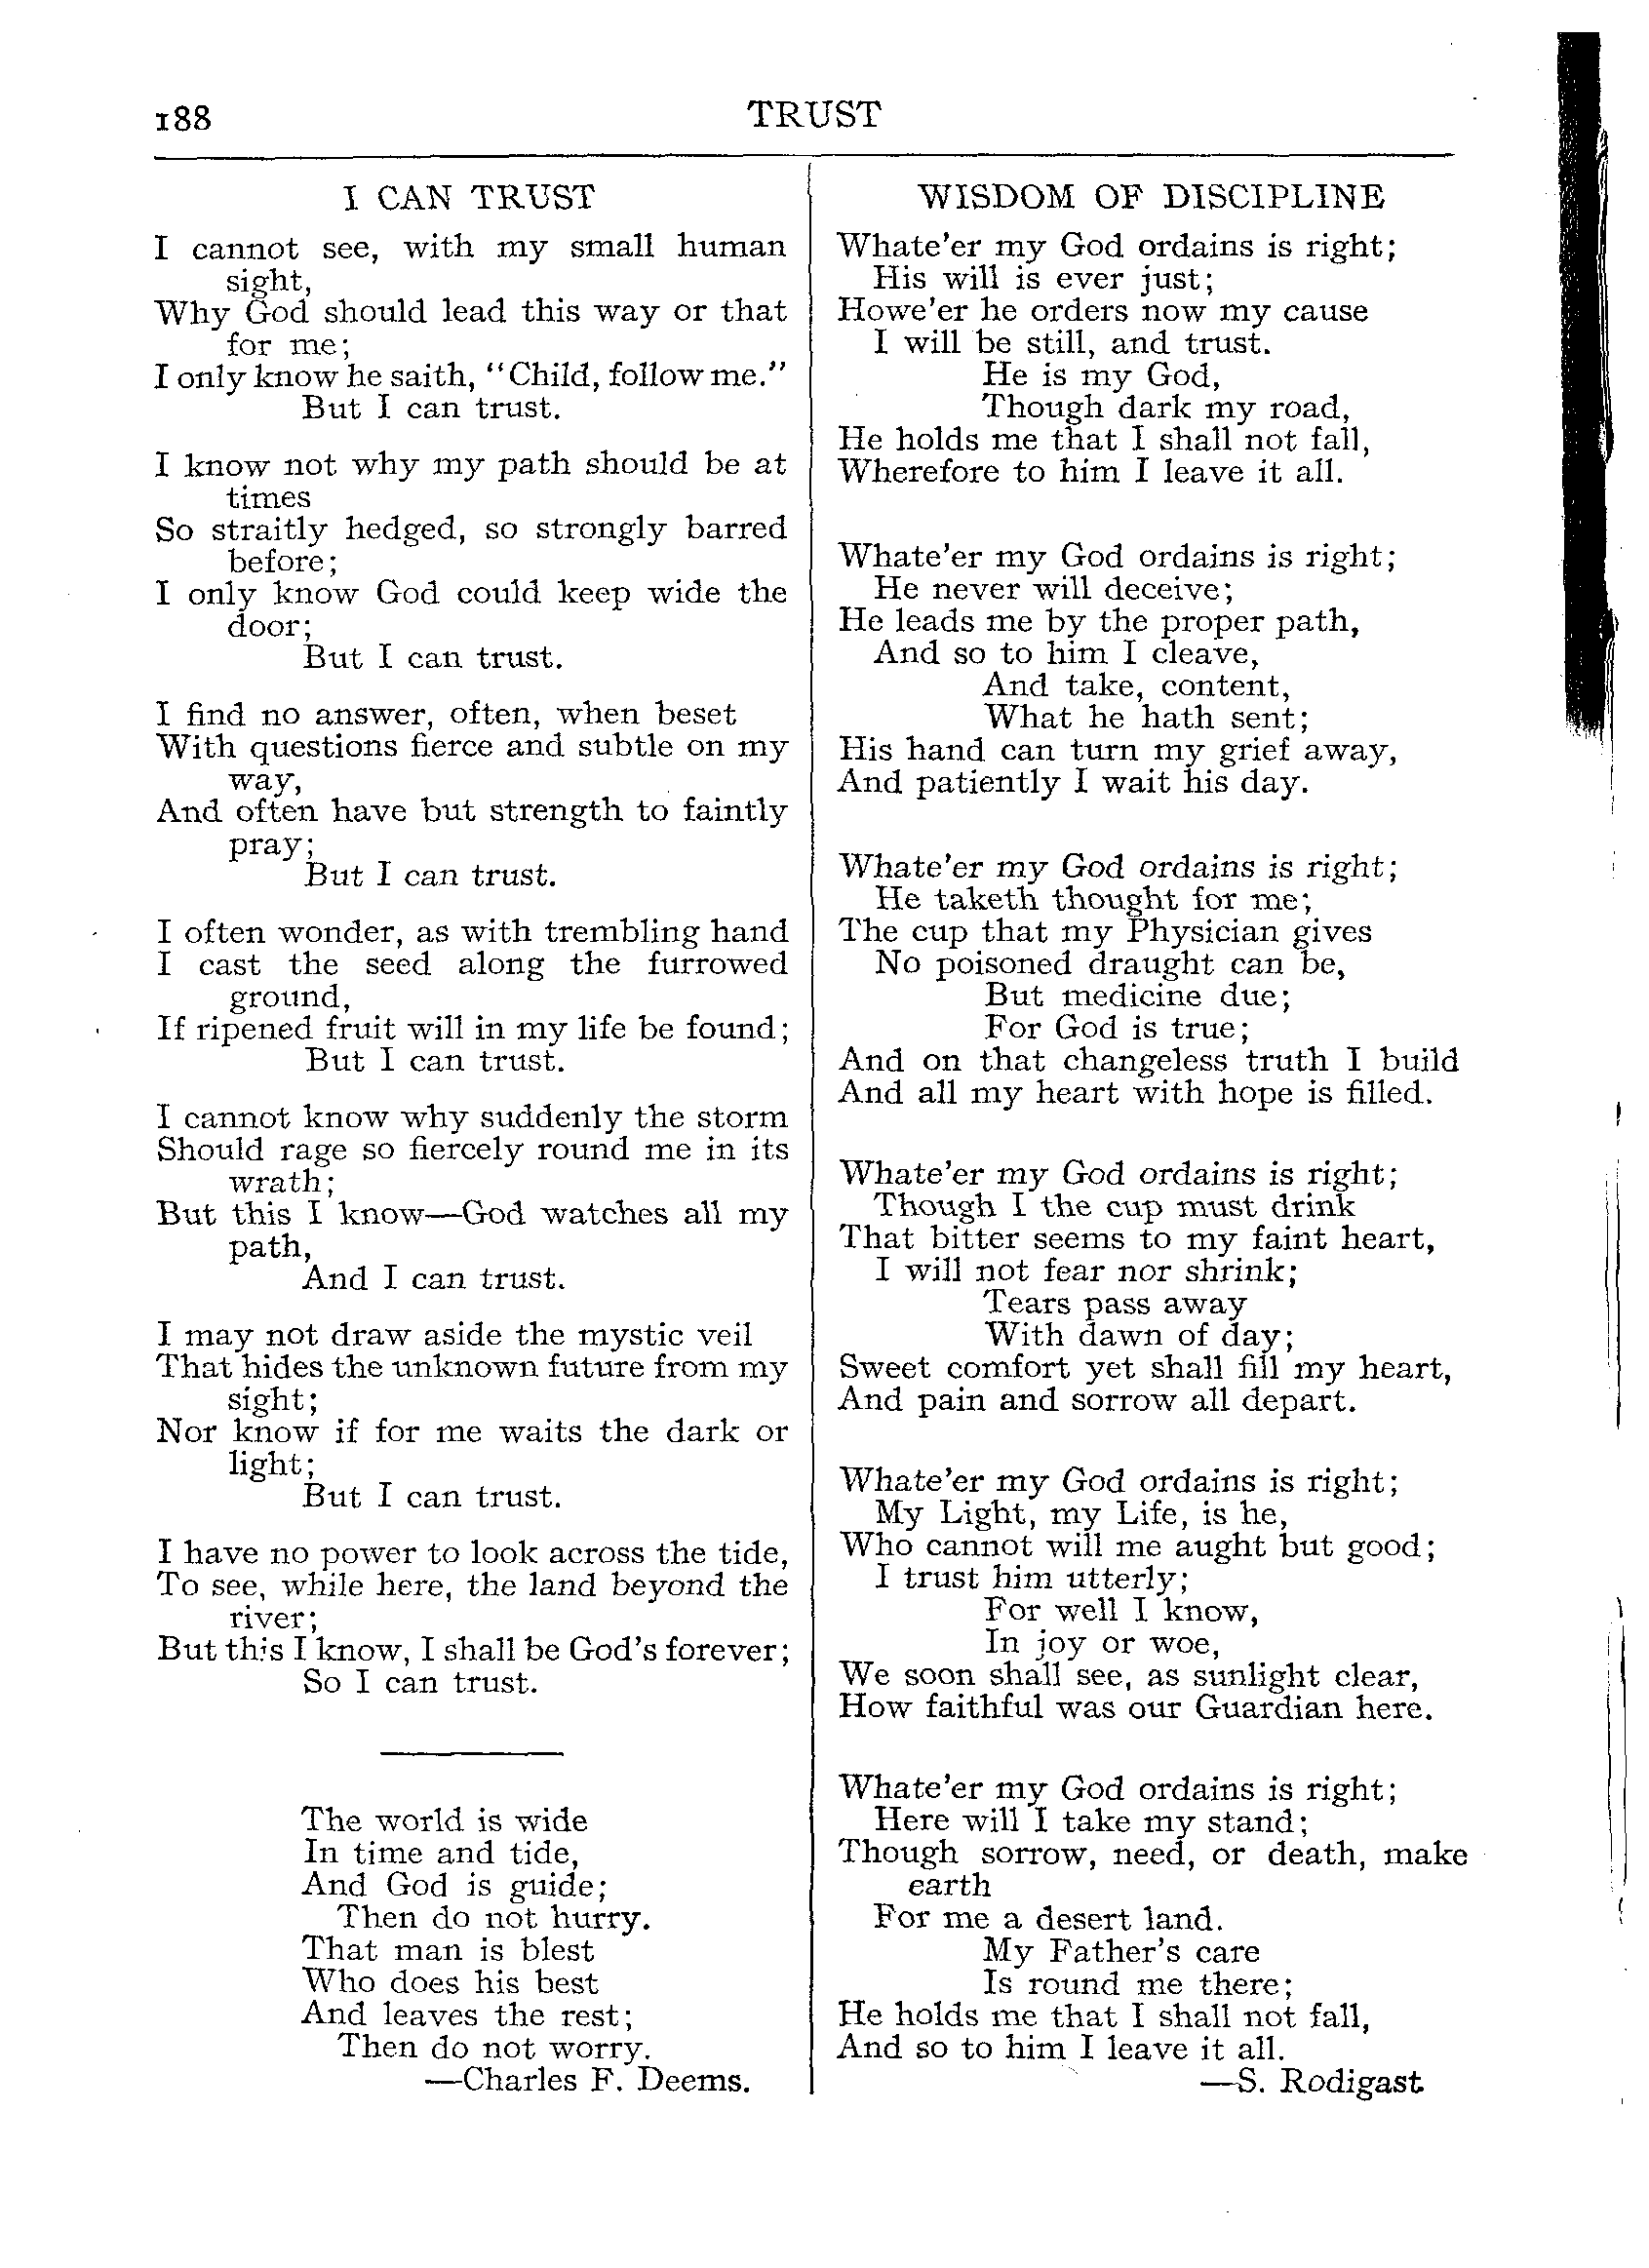 188
TRUST
I CAN TRUST
I cannot see, with my small human
sight,
Why God should lead this way or that
for me;
I only know he saith, "Child, follow me."
But I can trust.
I know not why my path should be at
times
So straitly hedged, so strongly barred
before;
I only know God could keep wide the
door;
But I can trust.
I find no answer, often, when beset
With questions fierce and subtle on my
way,
And often have but strength to faintly
pray;
But I can trust.
I often wonder, as with trembling hand
I cast the seed along the furrowed
ground,
If ripened fruit will in my life be found;
But I can trust.
I cannot know why suddenly the storm
Should rage so fiercely round me in its
wrath;
But this I know—God watches all my
path,
And I can trust.
I may not draw aside the mystic veil
That hides the unknown future from my
sight;
Nor know if for me waits the dark or
light;
But I can trust.
I have no power to look across the tide,
To see, while here, the land beyond the
river;
But this I know, I shall be God's forever;
So I can trust.
The world is wide
In time and tide,
And God is guide;
Then do not hurry.
That man is blest
Who does his best
And leaves the rest;
Then do not worry.
—Charles F. Deems.
WISDOM OF DISCIPLINE
Whate'er my God ordains is right;
His will is ever just;
Howe'er he orders now my cause
I will be still, and trust.
He is my God,
Though dark my road,
He holds me that I shall not fall,
Wherefore to him I leave it all.
Whate'er my God ordains is right;
He never will deceive;
He leads me by the proper path,
And so to him I cleave,
And take, content,
What he hath sent;
His hand can turn my grief away,
And patiently I wait his day.
Whate'er my God ordains is right;
He taketh thought for me;
The cup that my Physician gives
No poisoned draught can be,
But medicine due;
For God is true;
And on that changeless truth I build
And all my heart with hope is filled.
Whate'er my God ordains is right;
Though I the cup must drink
That bitter seems to my faint heart,
I will not fear nor shrink;
Tears pass away
With dawn of day;
Sweet comfort yet shall fill my heart,
And pain and sorrow all depart.
Whate'er my God ordains is right;
My Light, my Life, is he,
Who cannot will me aught but good;
I trust him utterly;
For well I know,
In joy or woe,
We soon shall see, as sunlight clear,
How faithful was our Guardian here.
Whate'er my God ordains is right;
Here will I take my stand;
Though sorrow, need, or death, make
earth
For me a desert land.
My Father's care
Is round me there;
He holds me that I shall not fall,
And so to him I leave it all.
—S. Rodigast.